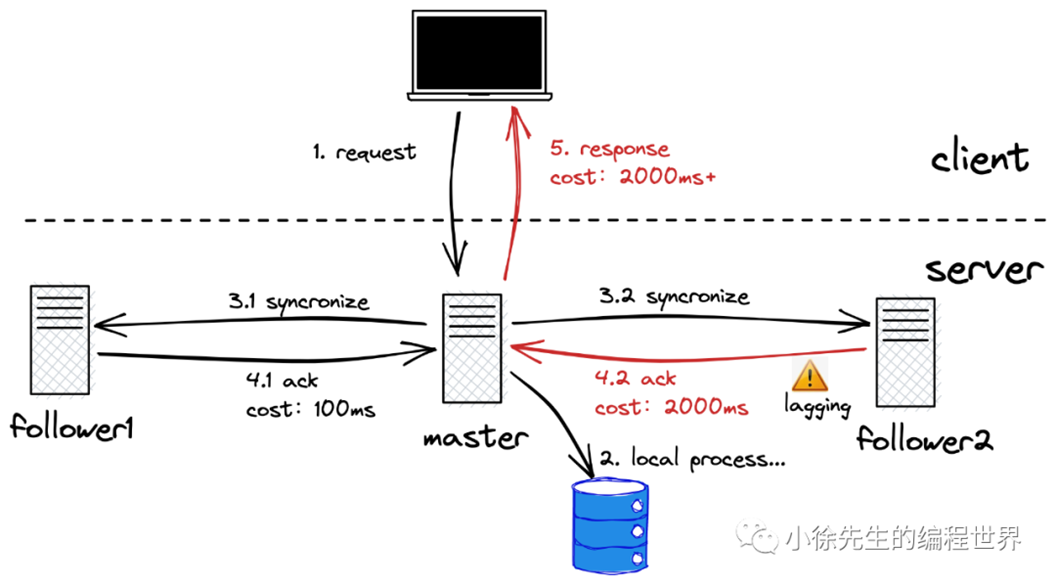 1. request
5. response
cost: 2000ms+
client
server
3.1 syncronize
3.2 syncronize
4.1 ack
cost: 100ms
4.2 ack
cost: 2000ms
lagging
follower1
master
follower2
2. local process...
小徐先生的编程世界